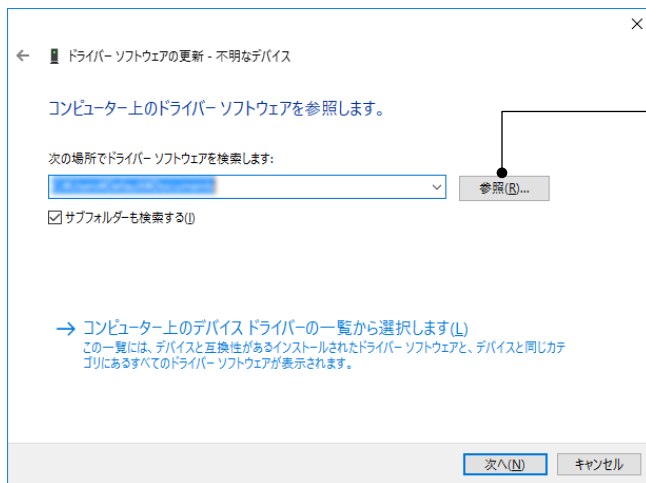 ドライバー ソフトウェアの更新 - 不明なデバイス
コンピューター上のドライバー ソフトウェアを参照します。
次の場所でドライバー ソフトウェアを検索します:
参照(R)...
サブフォルダーも検索する(I)
→ コンピューター上のデバイス ドライバーの一覧から選択します(L)
この一覧には、デバイスと互換性があるインストールされたドライバー ソフトウェアと、デバイスと同じカテ
ゴリにあるすべてのドライバー ソフトウェアが表示されます。
次へ(N)
キャンセル